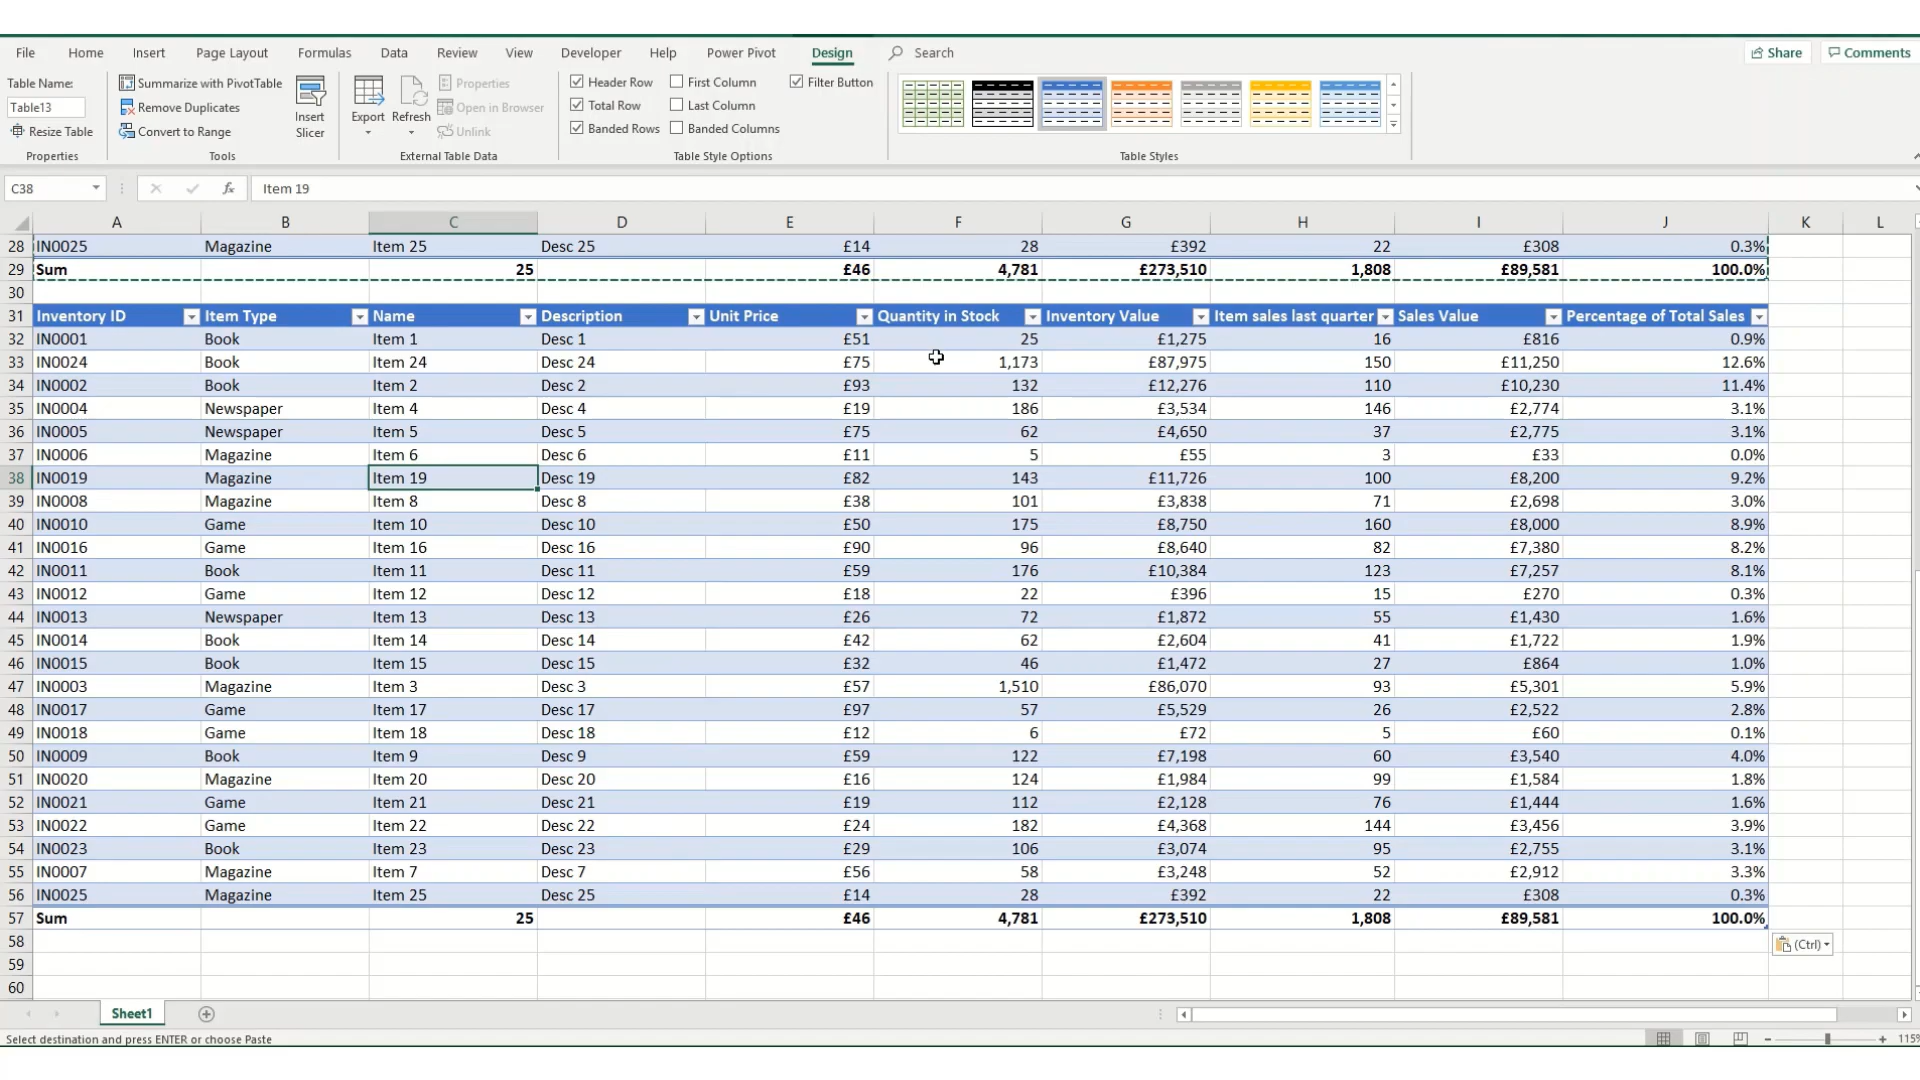 File Home Insert Page Layout Formulas Data Review View Developer Help Power Pivot Design Search Share Comments
Table Name:
Table13
Resize Table
Properties
Summarize with PivotTable
Remove Duplicates
Convert to Range
Tools
Insert
Slicer
Export Refresh
Properties
Open in Browser
Unlink
External Table Data
Header Row First Column Filter Button
Total Row Last Column
Banded Rows Banded Columns
Table Style Options
Table Styles
C38 fx Item 19
A B C D E F G H I J K L
28 IN0025 Magazine Item 25 Desc 25 £14 28 £392 22 £308 0.3%
29 Sum 25 £46 4,781 £273,510 1,808 £89,581 100.0%
30
31 Inventory ID Item Type Name Description Unit Price Quantity in Stock Inventory Value Item sales last quarter Sales Value Percentage of Total Sales
32 IN0001 Book Item 1 Desc 1 £51 25 £1,275 16 £816 0.9%
33 IN0024 Book Item 24 Desc 24 £75 1,173 £87,975 150 £11,250 12.6%
34 IN0002 Book Item 2 Desc 2 £93 132 £12,276 110 £10,230 11.4%
35 IN0004 Newspaper Item 4 Desc 4 £19 186 £3,534 146 £2,774 3.1%
36 IN0005 Newspaper Item 5 Desc 5 £75 62 £4,650 37 £2,775 3.1%
37 IN0006 Magazine Item 6 Desc 6 £11 5 £55 3 £33 0.0%
38 IN0019 Magazine Item 19 Desc 19 £82 143 £11,726 100 £8,200 9.2%
39 IN0008 Magazine Item 8 Desc 8 £38 101 £3,838 71 £2,698 3.0%
40 IN0010 Game Item 10 Desc 10 £50 175 £8,750 160 £8,000 8.9%
41 IN0016 Game Item 16 Desc 16 £90 96 £8,640 82 £7,380 8.2%
42 IN0011 Book Item 11 Desc 11 £59 176 £10,384 123 £7,257 8.1%
43 IN0012 Game Item 12 Desc 12 £18 22 £396 15 £270 0.3%
44 IN0013 Newspaper Item 13 Desc 13 £26 72 £1,872 55 £1,430 1.6%
45 IN0014 Book Item 14 Desc 14 £42 62 £2,604 41 £1,722 1.9%
46 IN0015 Book Item 15 Desc 15 £32 46 £1,472 27 £864 1.0%
47 IN0003 Magazine Item 3 Desc 3 £57 1,510 £86,070 93 £5,301 5.9%
48 IN0017 Game Item 17 Desc 17 £97 57 £5,529 26 £2,522 2.8%
49 IN0018 Game Item 18 Desc 18 £12 6 £72 5 £60 0.1%
50 IN0009 Book Item 9 Desc 9 £59 122 £7,198 60 £3,540 4.0%
51 IN0020 Magazine Item 20 Desc 20 £16 124 £1,984 99 £1,584 1.8%
52 IN0021 Game Item 21 Desc 21 £19 112 £2,128 76 £1,444 1.6%
53 IN0022 Game Item 22 Desc 22 £24 182 £4,368 144 £3,456 3.9%
54 IN0023 Book Item 23 Desc 23 £29 106 £3,074 95 £2,755 3.1%
55 IN0007 Magazine Item 7 Desc 7 £56 58 £3,248 52 £2,912 3.3%
56 IN0025 Magazine Item 25 Desc 25 £14 28 £392 22 £308 0.3%
57 Sum 25 £46 4,781 £273,510 1,808 £89,581 100.0%
58 (Ctrl)
59
60
Sheet1
Select destination and press ENTER or choose Paste 115%